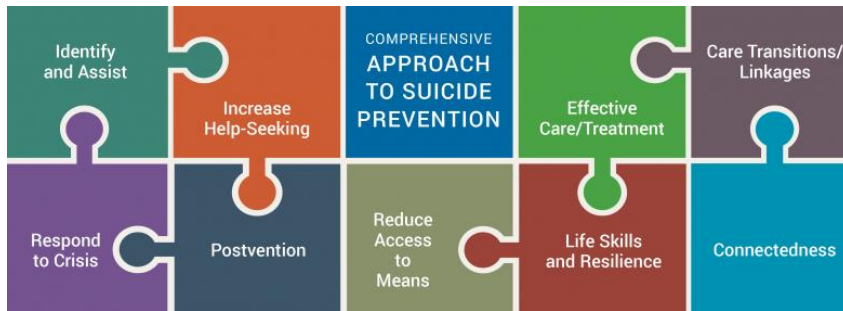 Identify
and Assist
Increase
Help-Seeking
COMPREHENSIVE
APPROACH
TO SUICIDE
PREVENTION
Effective
Care/Treatment
Care Transitions/
Linkages
Respond
to Crisis
Postvention
Reduce
Access
to
Means
Life Skills
and Resilience
Connectedness